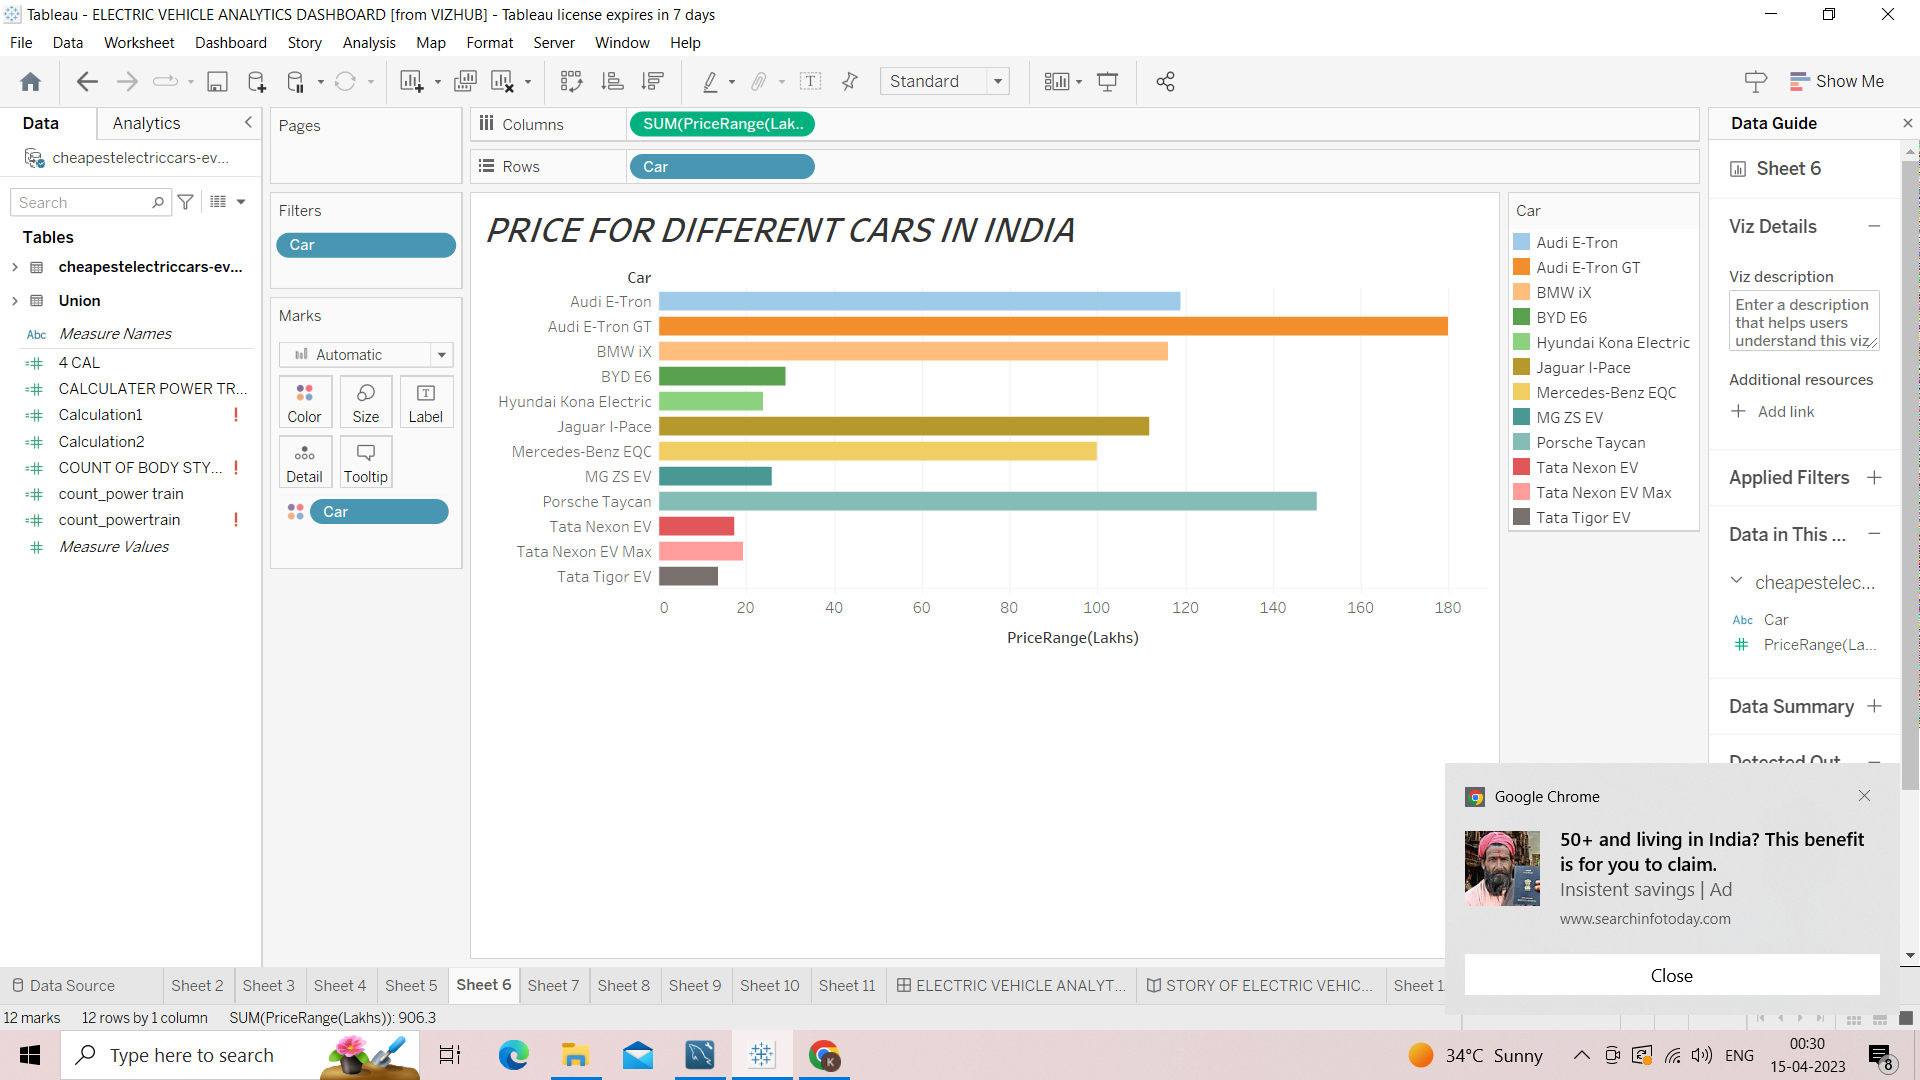 Tableau - ELECTRIC VEHICLE ANALYTICS DASHBOARD [from VIZHUB] - Tableau license expires in 7 days
File Data Worksheet Dashboard Story Analysis Map Format Server Window Help
Standard
Show Me
Data Analytics
cheapestelectriccars-ev...
Search
Tables
cheapestelectriccars-ev...
Union
Abc Measure Names
4 CAL
CALCULATER POWER TR...
Calculation1 !
Calculation2
COUNT OF BODY STY... !
count_power train
count_powertrain !
Measure Values
Pages
Filters
Car
Marks
Automatic
Color Size Label
Detail Tooltip
Car
Columns SUM(PriceRange(Lak..
Rows Car
PRICE FOR DIFFERENT CARS IN INDIA
Car
Audi E-Tron
Audi E-Tron GT
BMW iX
BYD E6
Hyundai Kona Electric
Jaguar I-Pace
Mercedes-Benz EQC
MG ZS EV
Porsche Taycan
Tata Nexon EV
Tata Nexon EV Max
Tata Tigor EV
0 20 40 60 80 100 120 140 160 180
PriceRange(Lakhs)
Car
Audi E-Tron
Audi E-Tron GT
BMW iX
BYD E6
Hyundai Kona Electric
Jaguar I-Pace
Mercedes-Benz EQC
MG ZS EV
Porsche Taycan
Tata Nexon EV
Tata Nexon EV Max
Tata Tigor EV
Data Guide
Sheet 6
Viz Details
Viz description
Enter a description
that helps users
understand this viz
Additional resources
Add link
Applied Filters
Data in This ...
cheapestelec...
Abc Car
PriceRange(La...
Data Summary
Detected Out
Google Chrome
50+ and living in India? This benefit
is for you to claim.
Insistent savings | Ad
www.searchinfotoday.com
Close
Data Source Sheet 2 Sheet 3 Sheet 4 Sheet 5 Sheet 6 Sheet 7 Sheet 8 Sheet 9 Sheet 10 Sheet 11 ELECTRIC VEHICLE ANALYT... STORY OF ELECTRIC VEHIC... Sheet 1
12 marks 12 rows by 1 column SUM(PriceRange(Lakhs)): 906.3
Type here to search
34°C Sunny
ENG
00:30
15-04-2023
8
K